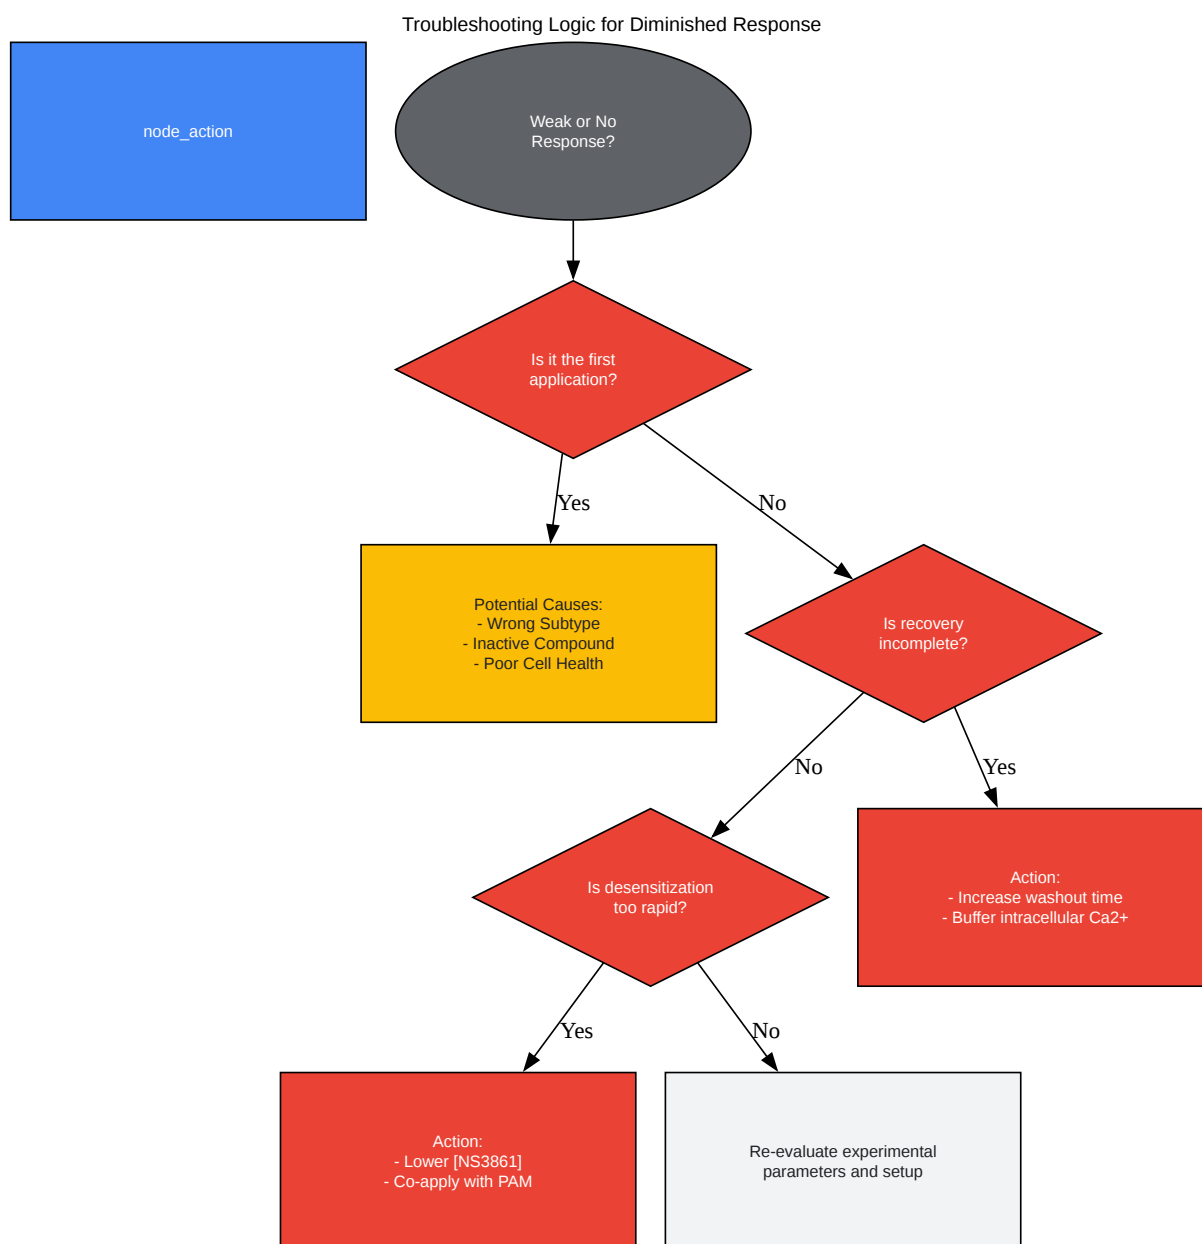 Troubleshooting Logic for Diminished Response
node_action
Weak or No
Response?
Is it the first
application?
Yes
No
Potential Causes:
- Wrong Subtype
- Inactive Compound
- Poor Cell Health
Is recovery
incomplete?
No
Yes
Is desensitization
too rapid?
Action:
- Increase washout time
- Buffer intracellular Ca2+
Yes
No
Action:
- Lower [NS3861]
- Co-apply with PAM
Re-evaluate experimental
parameters and setup